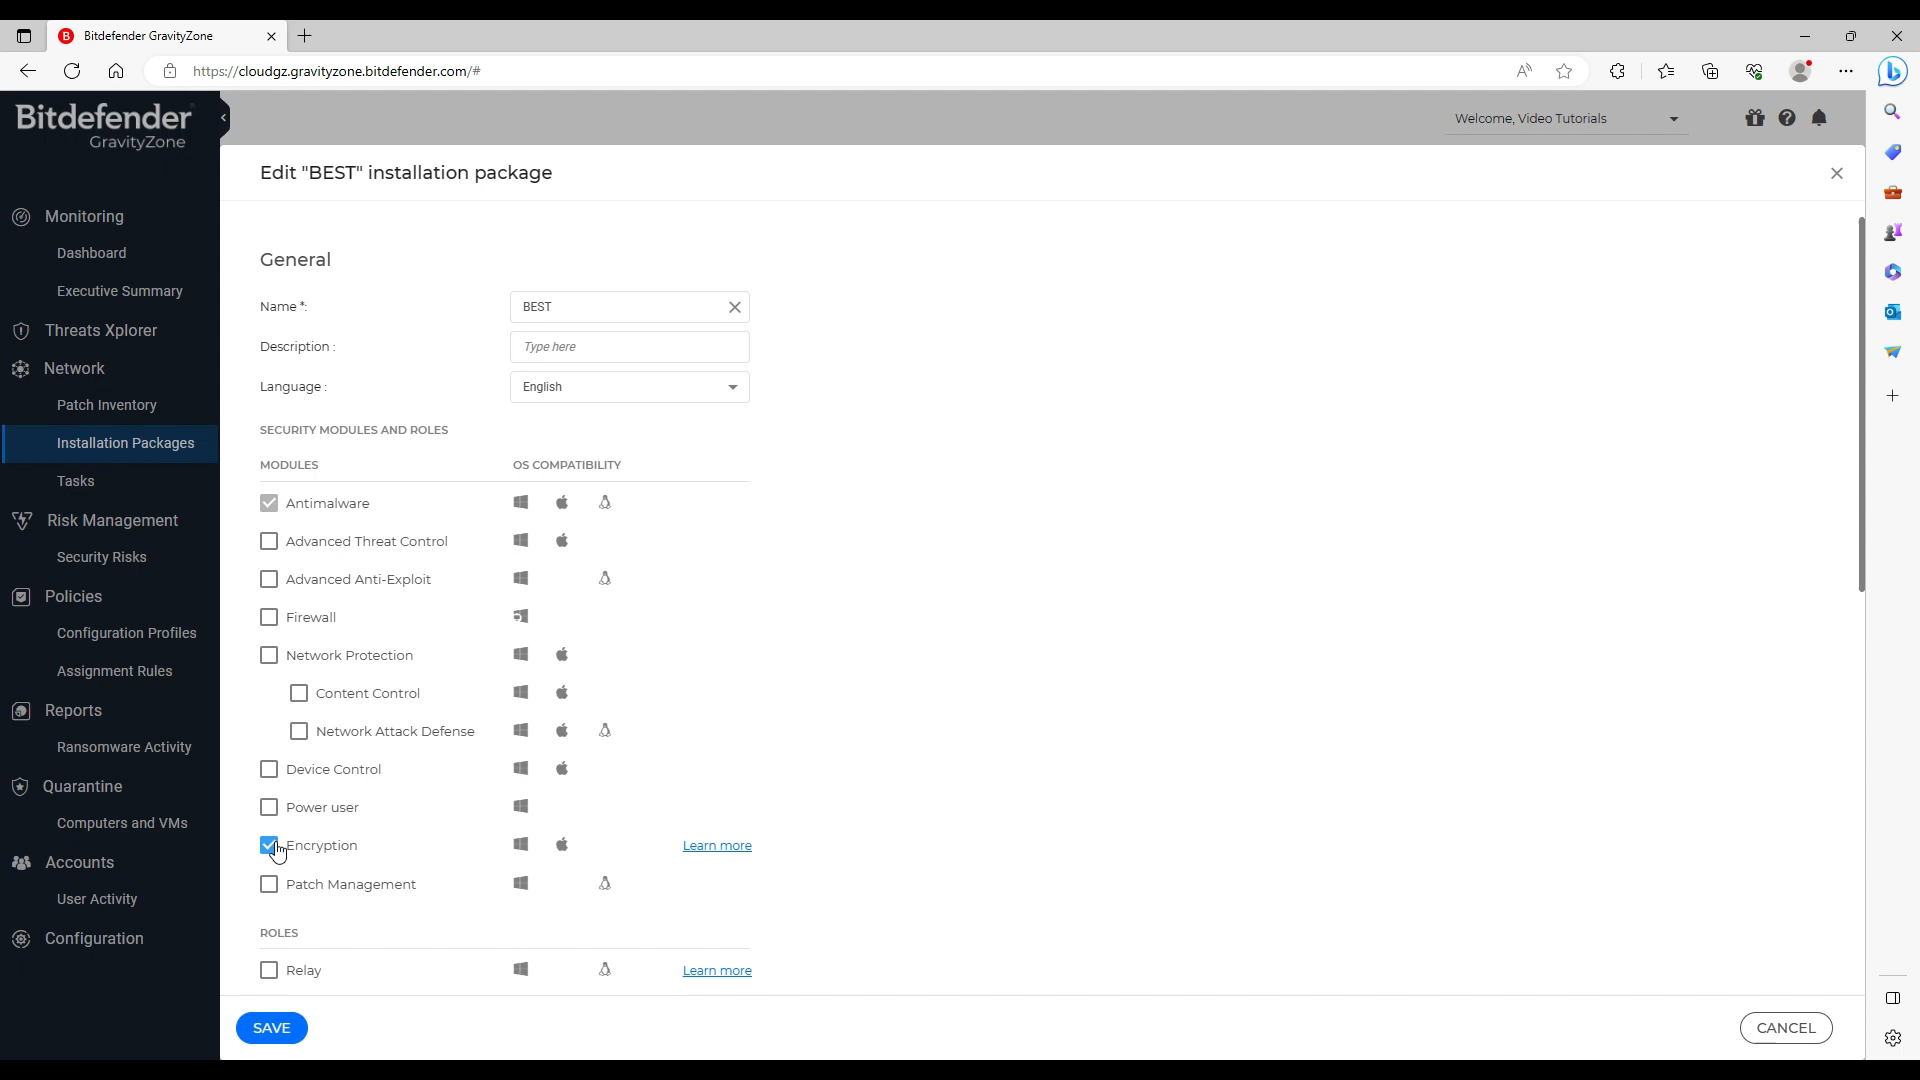 Bitdefender GravityZone
https://cloudgz.gravityzone.bitdefender.com/#
Bitdefender
GravityZone
Welcome, Video Tutorials
Edit "BEST" installation package
Monitoring
Dashboard
Executive Summary
Threats Xplorer
Network
Patch Inventory
Installation Packages
Tasks
Risk Management
Security Risks
Policies
Configuration Profiles
Assignment Rules
Reports
Ransomware Activity
Quarantine
Computers and VMs
Accounts
User Activity
Configuration
General
Name *: BEST
Description : Type here
Language : English
SECURITY MODULES AND ROLES
MODULES OS COMPATIBILITY
Antimalware
Advanced Threat Control
Advanced Anti-Exploit
Firewall
Network Protection
Content Control
Network Attack Defense
Device Control
Power user
Encryption Learn more
Patch Management
ROLES
Relay Learn more
SAVE CANCEL